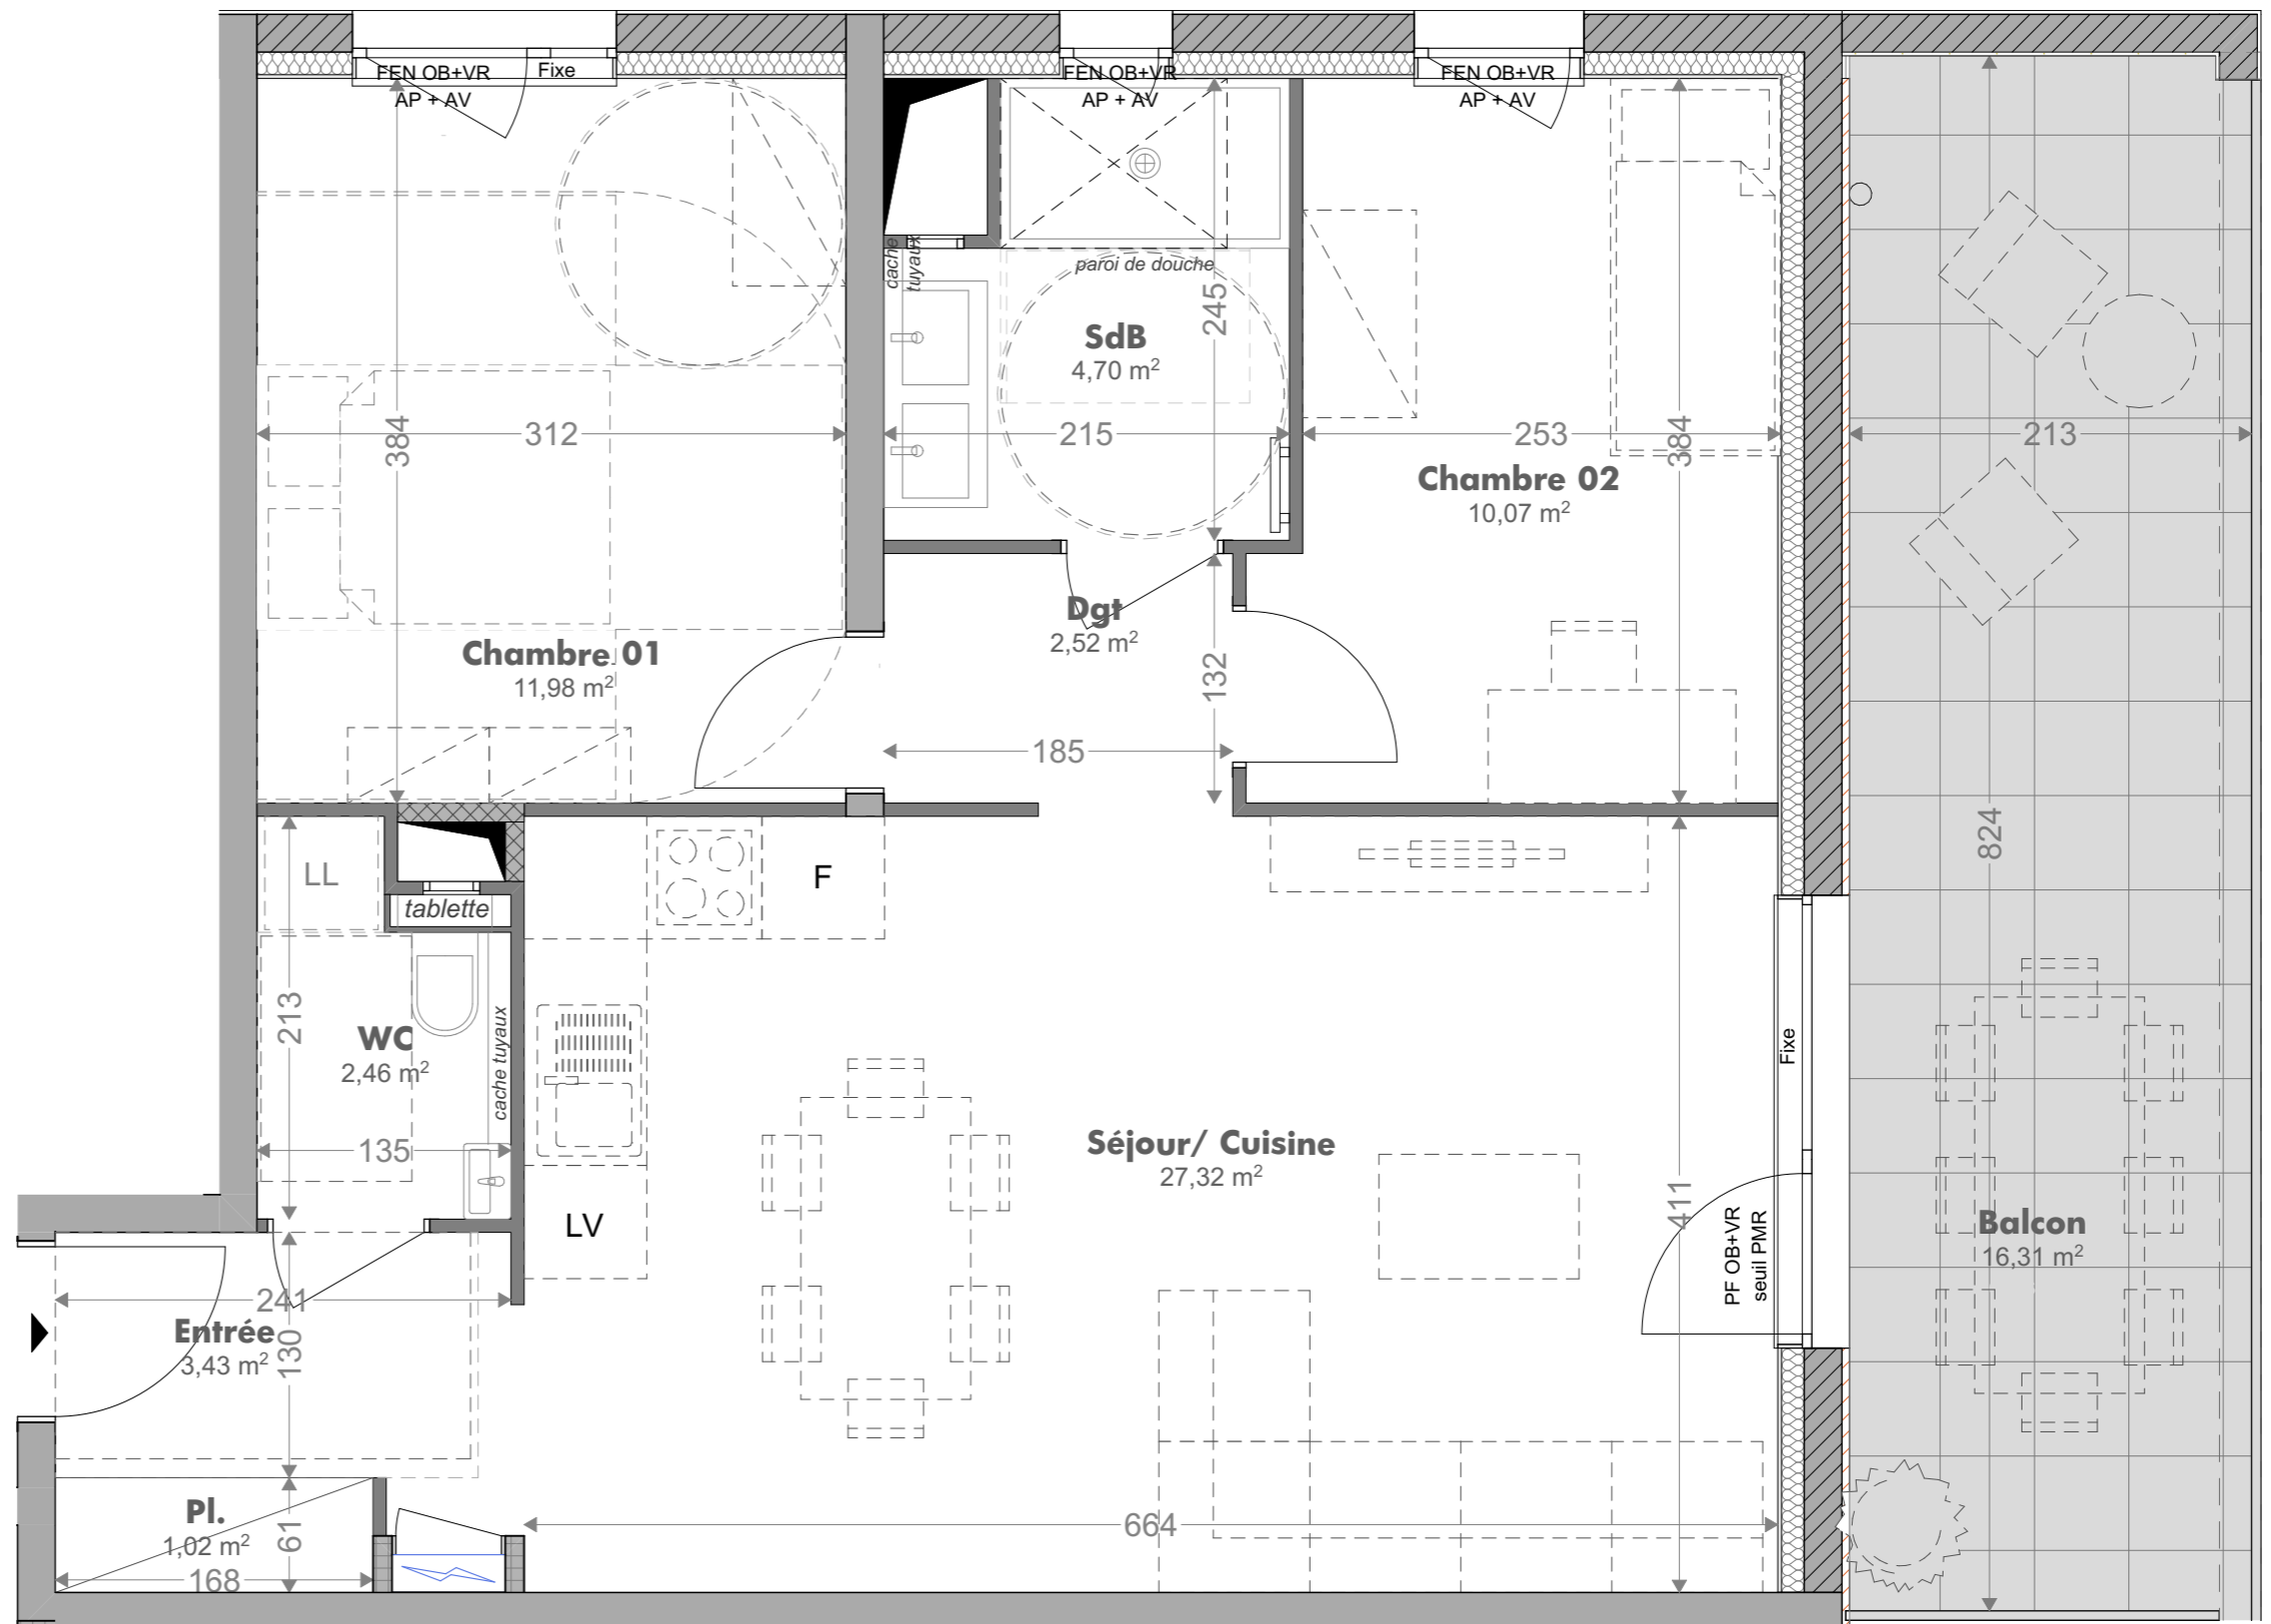 FEN OB+VR
AP + AV
Fixe
FEN OB+VR
AP + AV
FEN OB+VR
AP + AV
cache
tuyaux
paroi de douche
245
SdB
4,70 m²
384
312
215
253
384
213
Chambre 02
10,07 m²
Chambre 01
11,98 m²
Dgt
2,52 m²
132
185
824
LL
tablette
F
213
WC
2,46 m²
cache tuyaux
135
Fixe
Séjour/ Cuisine
27,32 m²
411
LV
PF OB+VR
seuil PMR
Balcon
16,31 m²
241
Entrée
3,43 m²
130
Pl.
1,02 m²
61
168
664